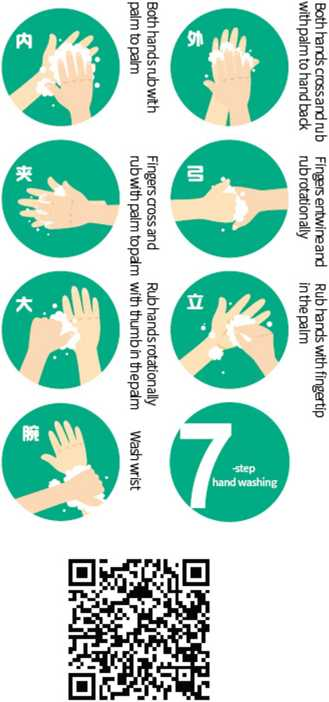 内
Both hands rub with
palm to palm
外
Both hands cross and rub
with palm to hand back
夹
Fingers cross and
rub with palm to palm
弓
Fingers entwine and
rub rotationally
大
Rub hands rotationally
with thumb in the palm
立
Rub hands with fingertip
in the palm
腕
Wash wrist
7
-step
hand washing